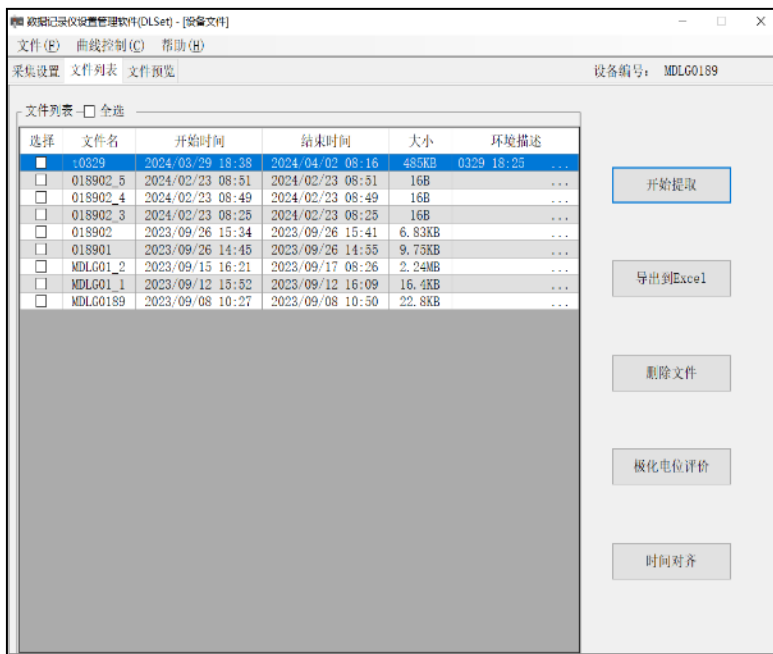 数据记录仪设置管理软件(DLSet) - [设备文件]
文件(F) 曲线控制(C) 帮助(H)
采集设置 文件列表 文件预览 设备编号： MDLG0189
文件列表 全选
选择 文件名 开始时间 结束时间 大小 环境描述
t0329 2024/03/29 18:38 2024/04/02 08:16 485KB 0329 18:25 ...
018902_5 2024/02/23 08:51 2024/02/23 08:51 16B ...
018902_4 2024/02/23 08:49 2024/02/23 08:49 16B ...
018902_3 2024/02/23 08:25 2024/02/23 08:25 16B ...
018902 2023/09/26 15:34 2023/09/26 15:41 6.83KB ...
018901 2023/09/26 14:45 2023/09/26 14:55 9.75KB ...
MDLG01_2 2023/09/15 16:21 2023/09/17 08:26 2.24MB ...
MDLG01_1 2023/09/12 15:52 2023/09/12 16:09 16.4KB ...
MDLG0189 2023/09/08 10:27 2023/09/08 10:50 22.8KB ...
开始提取
导出到Excel
删除文件
极化电位评价
时间对齐